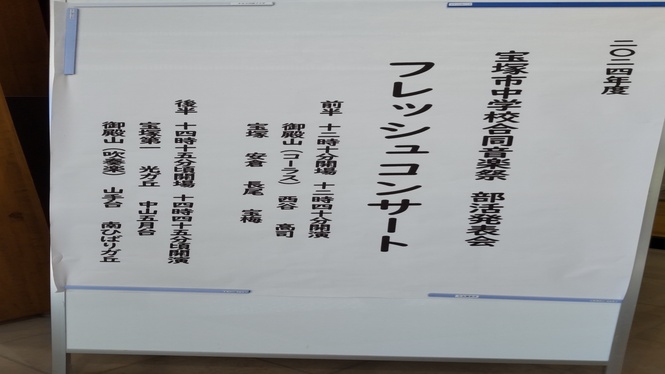 二〇二四年度
宝塚市中学校合同音楽祭 部活発表会
フレッシュコンサート
前半 十二時十分開場 十二時四十分開演
御殿山(コーラス) 西谷 高司
宝塚 安倉 長尾 宝梅
後半 十四時十五分頃開場 十四時四十五分頃開演
宝塚第一 光ガ丘 中山五月台
御殿山(吹奏楽) 山手台 南ひばりガ丘